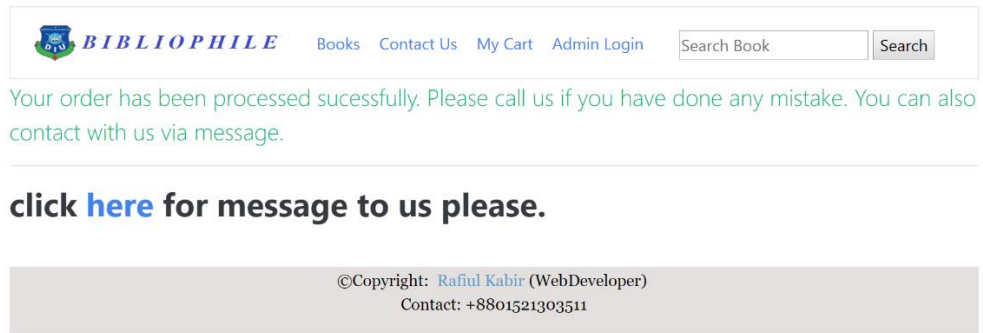 DIU BIBLIOPHILE Books Contact Us My Cart Admin Login Search Book Search
Your order has been processed sucessfully. Please call us if you have done any mistake. You can also
contact with us via message.
click here for message to us please.
©Copyright: Rafiul Kabir (WebDeveloper)
Contact: +8801521303511